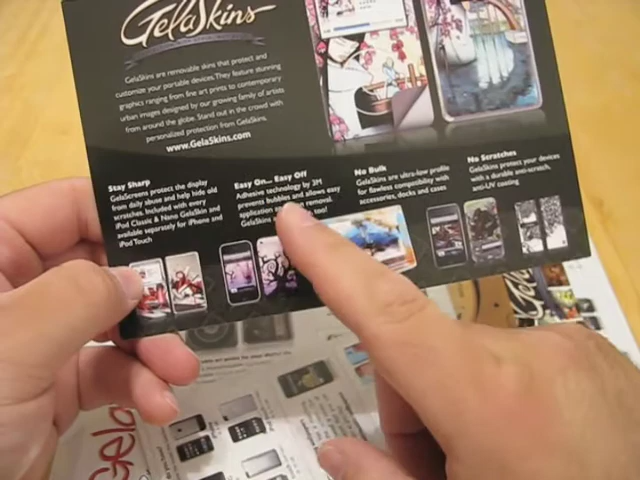 GelaSkins
GelaSkins are removable skins that protect and
customize your portable devices. They feature stunning
graphics ranging from fine art prints to contemporary
urban images designed by our growing family of artists
from around the globe. Stand out in the crowd with
personalized protection from GelaSkins.
www.GelaSkins.com
Stay Sharp
GelaScreens protect the display
from daily abuse and help hide old
scratches. Included with every
iPod Classic & Nano GelaSkin and
available separately for iPhone and
iPod Touch
Easy On... Easy Off
Adhesive technology by 3M
prevents bubbles and allows easy
application removal.
GelaSkins too!
No Bulk
GelaSkins are ultra-low profile
for flawless compatibility with
accessories, docks and cases
No Scratches
GelaSkins protect your devices
with a durable anti-scratch,
anti-UV coating
Gela